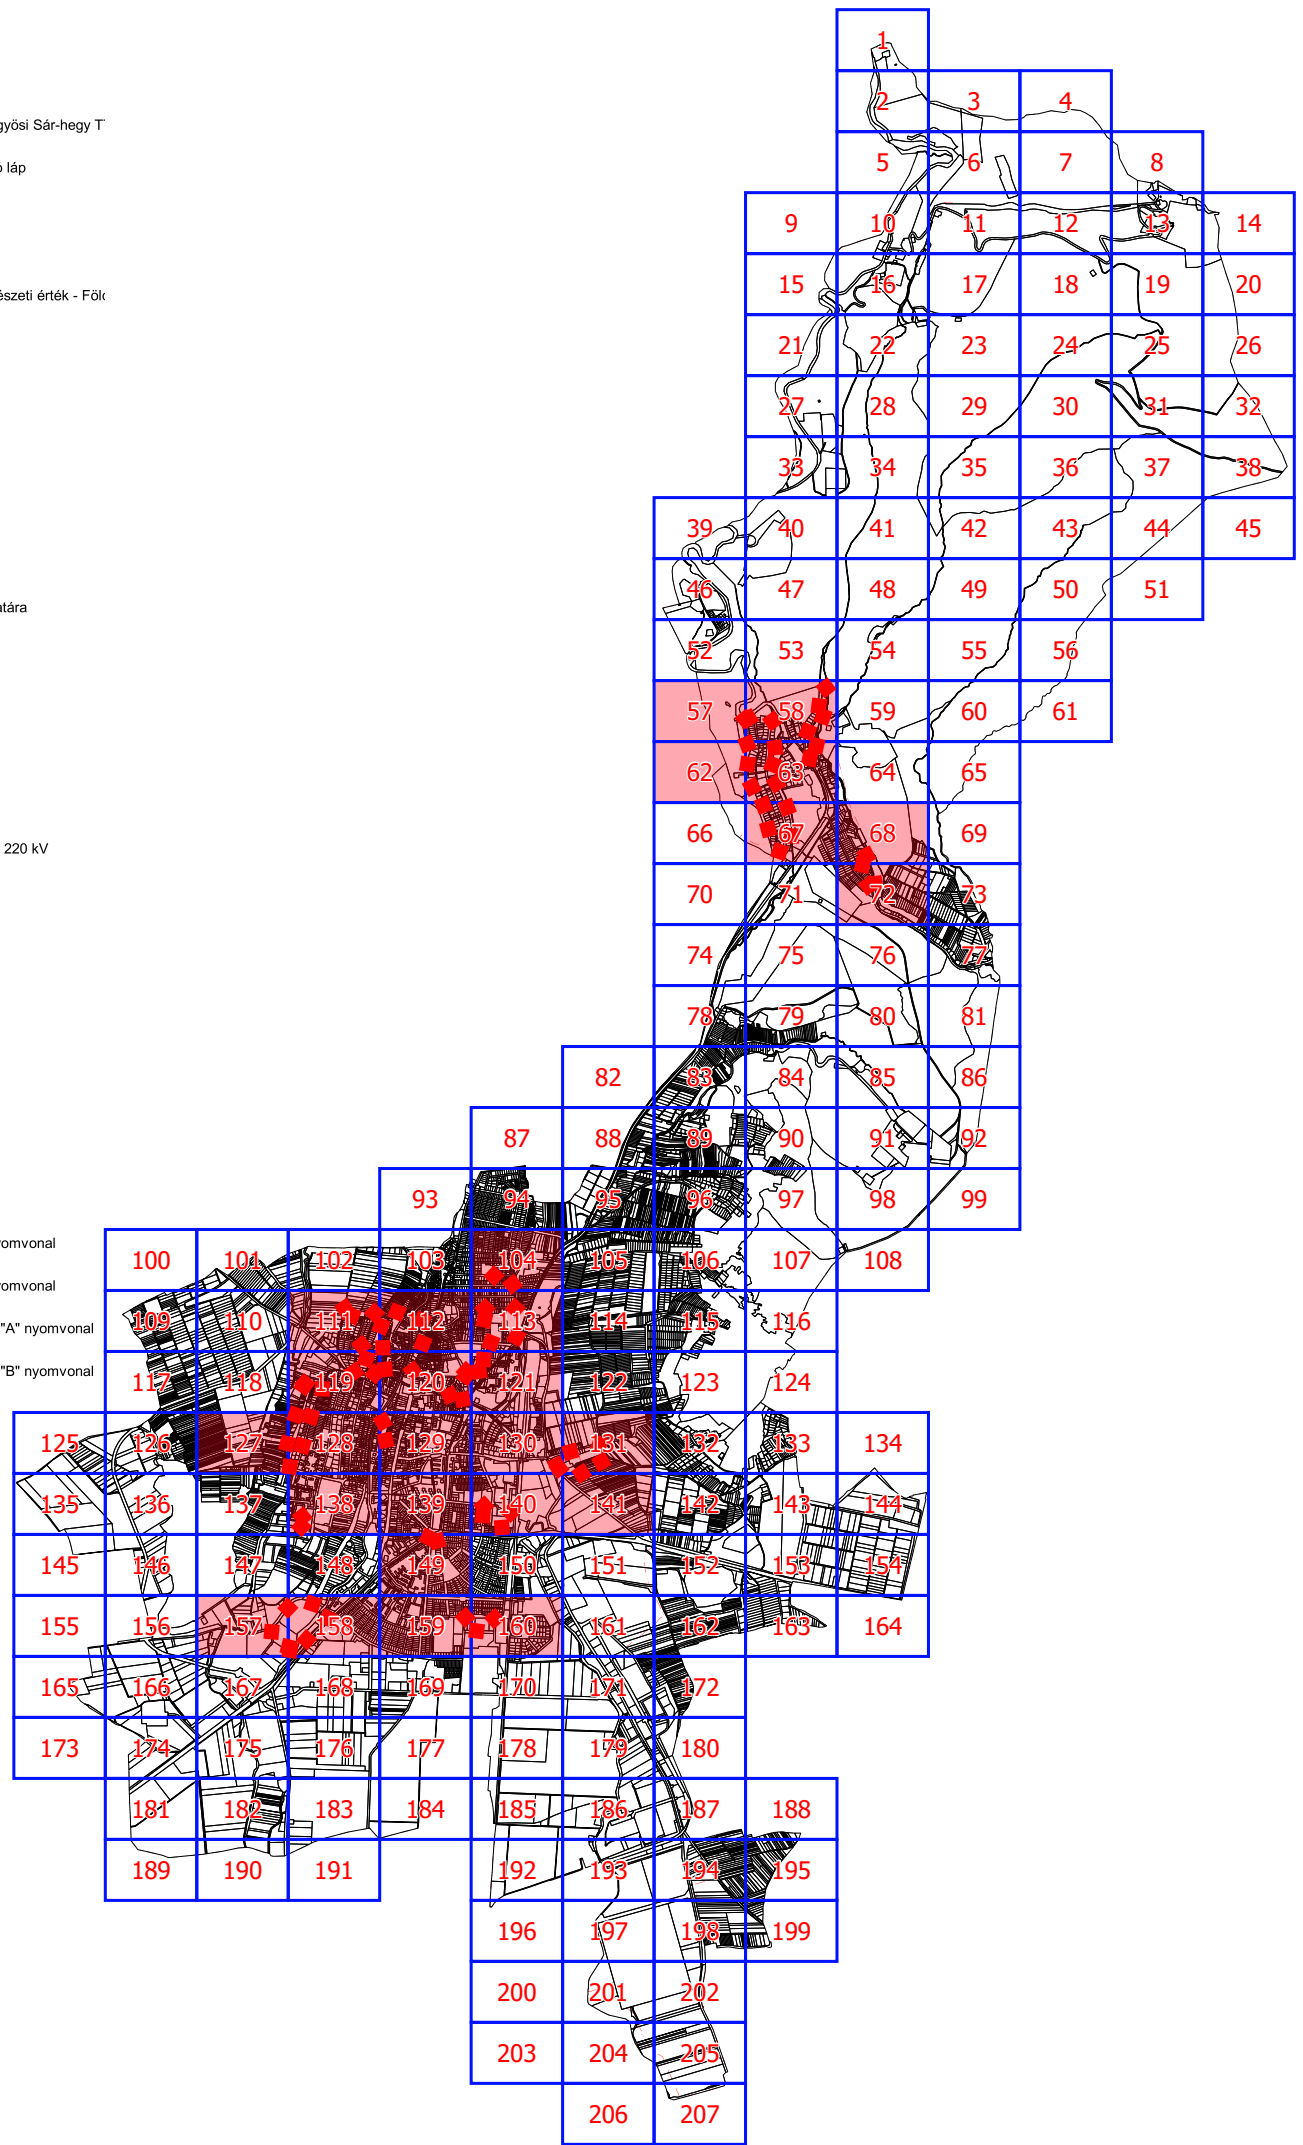 1
2 3 4
gyösi Sár-hegy T
5 6 7 8
ó láp
9 10 11 12 13 14
15 16 17 18 19 20
észeti érték - Föl
21 22 23 24 25 26
27 28 29 30 31 32
33 34 35 36 37 38
39 40 41 42 43 44 45
46 47 48 49 50 51
atára
52 53 54 55 56
57 58 59 60 61
62 63 64 65
66 67 68 69
220 kV
70 71 72 73
74 75 76 77
78 79 80 81
82 83 84 85 86
87 88 89 90 91 92
93 94 95 96 97 98 99
yomvonal
100 101 102 103 104 105 106 107 108
yomvonal
109 110 111 112 113 114 115 116
"A" nyomvonal
"B" nyomvonal
117 118 119 120 121 122 123 124
125 126 127 128 129 130 131 132 133 134
135 136 137 138 139 140 141 142 143 144
145 146 147 148 149 150 151 152 153 154
155 156 157 158 159 160 161 162 163 164
165 166 167 168 169 170 171 172
173 174 175 176 177 178 179 180
181 182 183 184 185 186 187 188
189 190 191 192 193 194 195
196 197 198 199
200 201 202
203 204 205
206 207